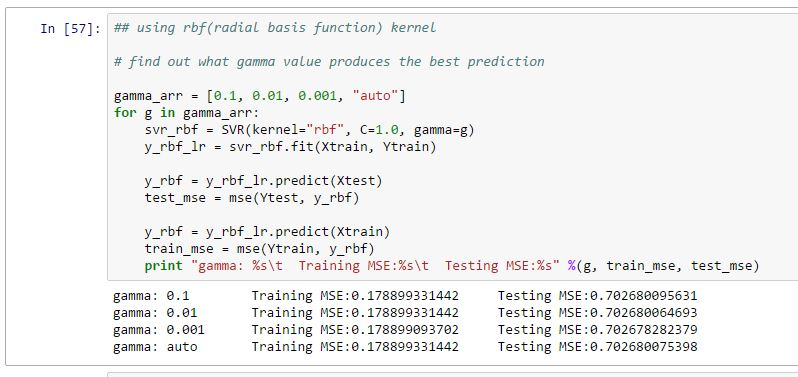 In [57]: ## using rbf(radial basis function) kernel
# find out what gamma value produces the best prediction
gamma_arr = [0.1, 0.01, 0.001, "auto"]
for g in gamma_arr:
    svr_rbf = SVR(kernel="rbf", C=1.0, gamma=g)
    y_rbf_lr = svr_rbf.fit(Xtrain, Ytrain)
    y_rbf = y_rbf_lr.predict(Xtest)
    test_mse = mse(Ytest, y_rbf)
    y_rbf = y_rbf_lr.predict(Xtrain)
    train_mse = mse(Ytrain, y_rbf)
    print "gamma: %s\t  Training MSE:%s\t  Testing MSE:%s" %(g, train_mse, test_mse)
gamma: 0.1 Training MSE:0.178899331442 Testing MSE:0.702680095631
gamma: 0.01 Training MSE:0.178899331442 Testing MSE:0.702680064693
gamma: 0.001 Training MSE:0.178899093702 Testing MSE:0.702678282379
gamma: auto Training MSE:0.178899331442 Testing MSE:0.702680075398